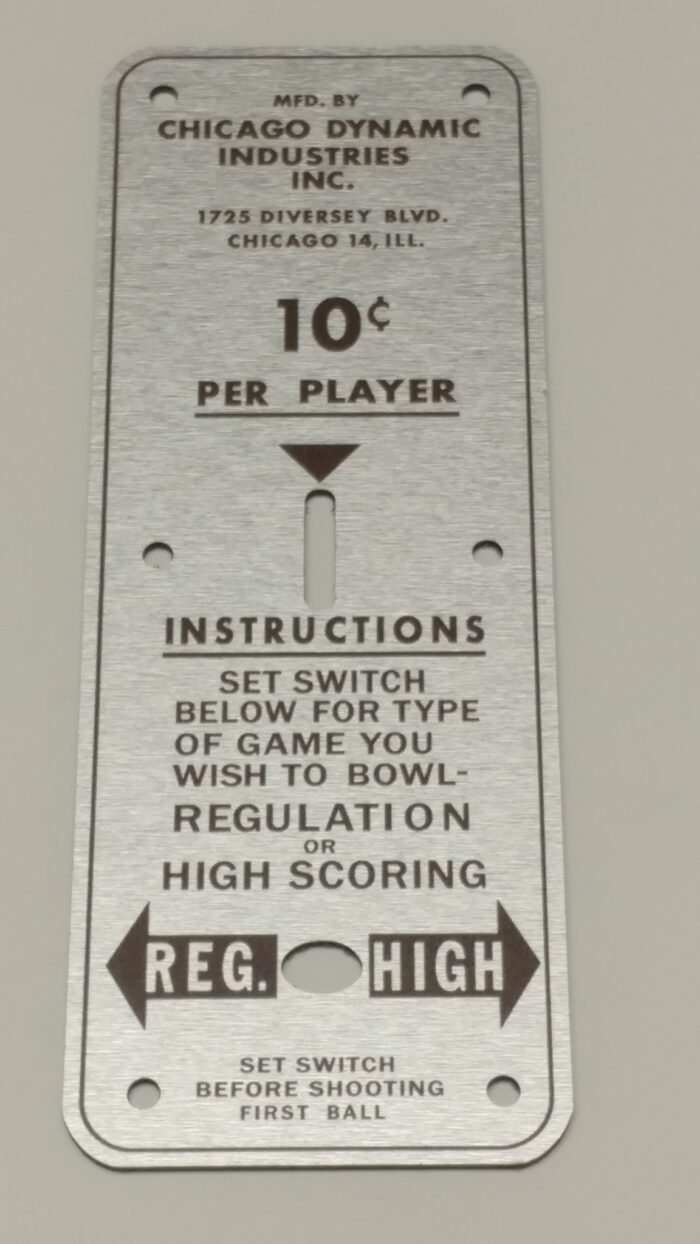 MFD. BY
CHICAGO DYNAMIC
INDUSTRIES
INC.
1725 DIVERSEY BLVD.
CHICAGO 14, ILL.
10¢
PER PLAYER
INSTRUCTIONS
SET SWITCH
BELOW FOR TYPE
OF GAME YOU
WISH TO BOWL-
REGULATION
OR
HIGH SCORING
REG. HIGH
SET SWITCH
BEFORE SHOOTING
FIRST BALL